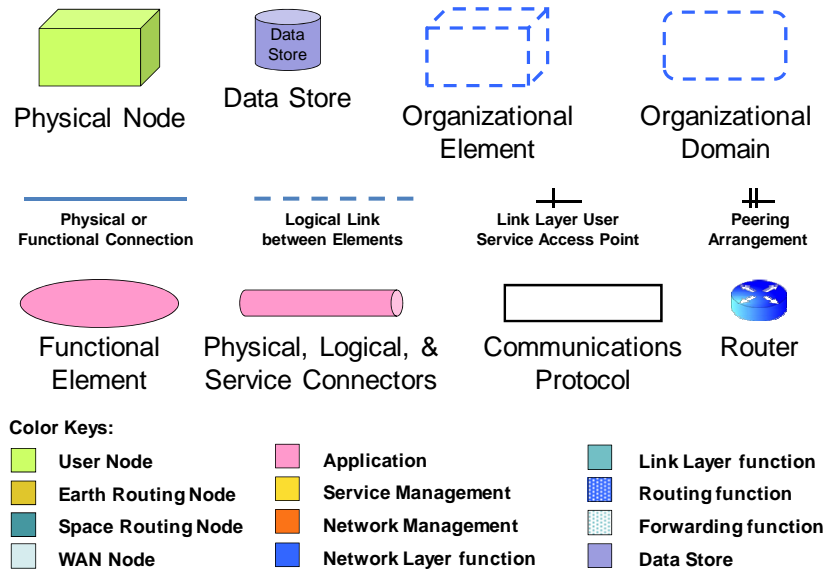 Data
Store
Physical Node
Data Store
Organizational
Element
Organizational
Domain
Physical or
Functional Connection
Logical Link
between Elements
Link Layer User
Service Access Point
Peering
Arrangement
Functional
Element
Physical, Logical, &
Service Connectors
Communications
Protocol
Router
Color Keys:
User Node
Earth Routing Node
Space Routing Node
WAN Node
Application
Service Management
Network Management
Network Layer function
Link Layer function
Routing function
Forwarding function
Data Store